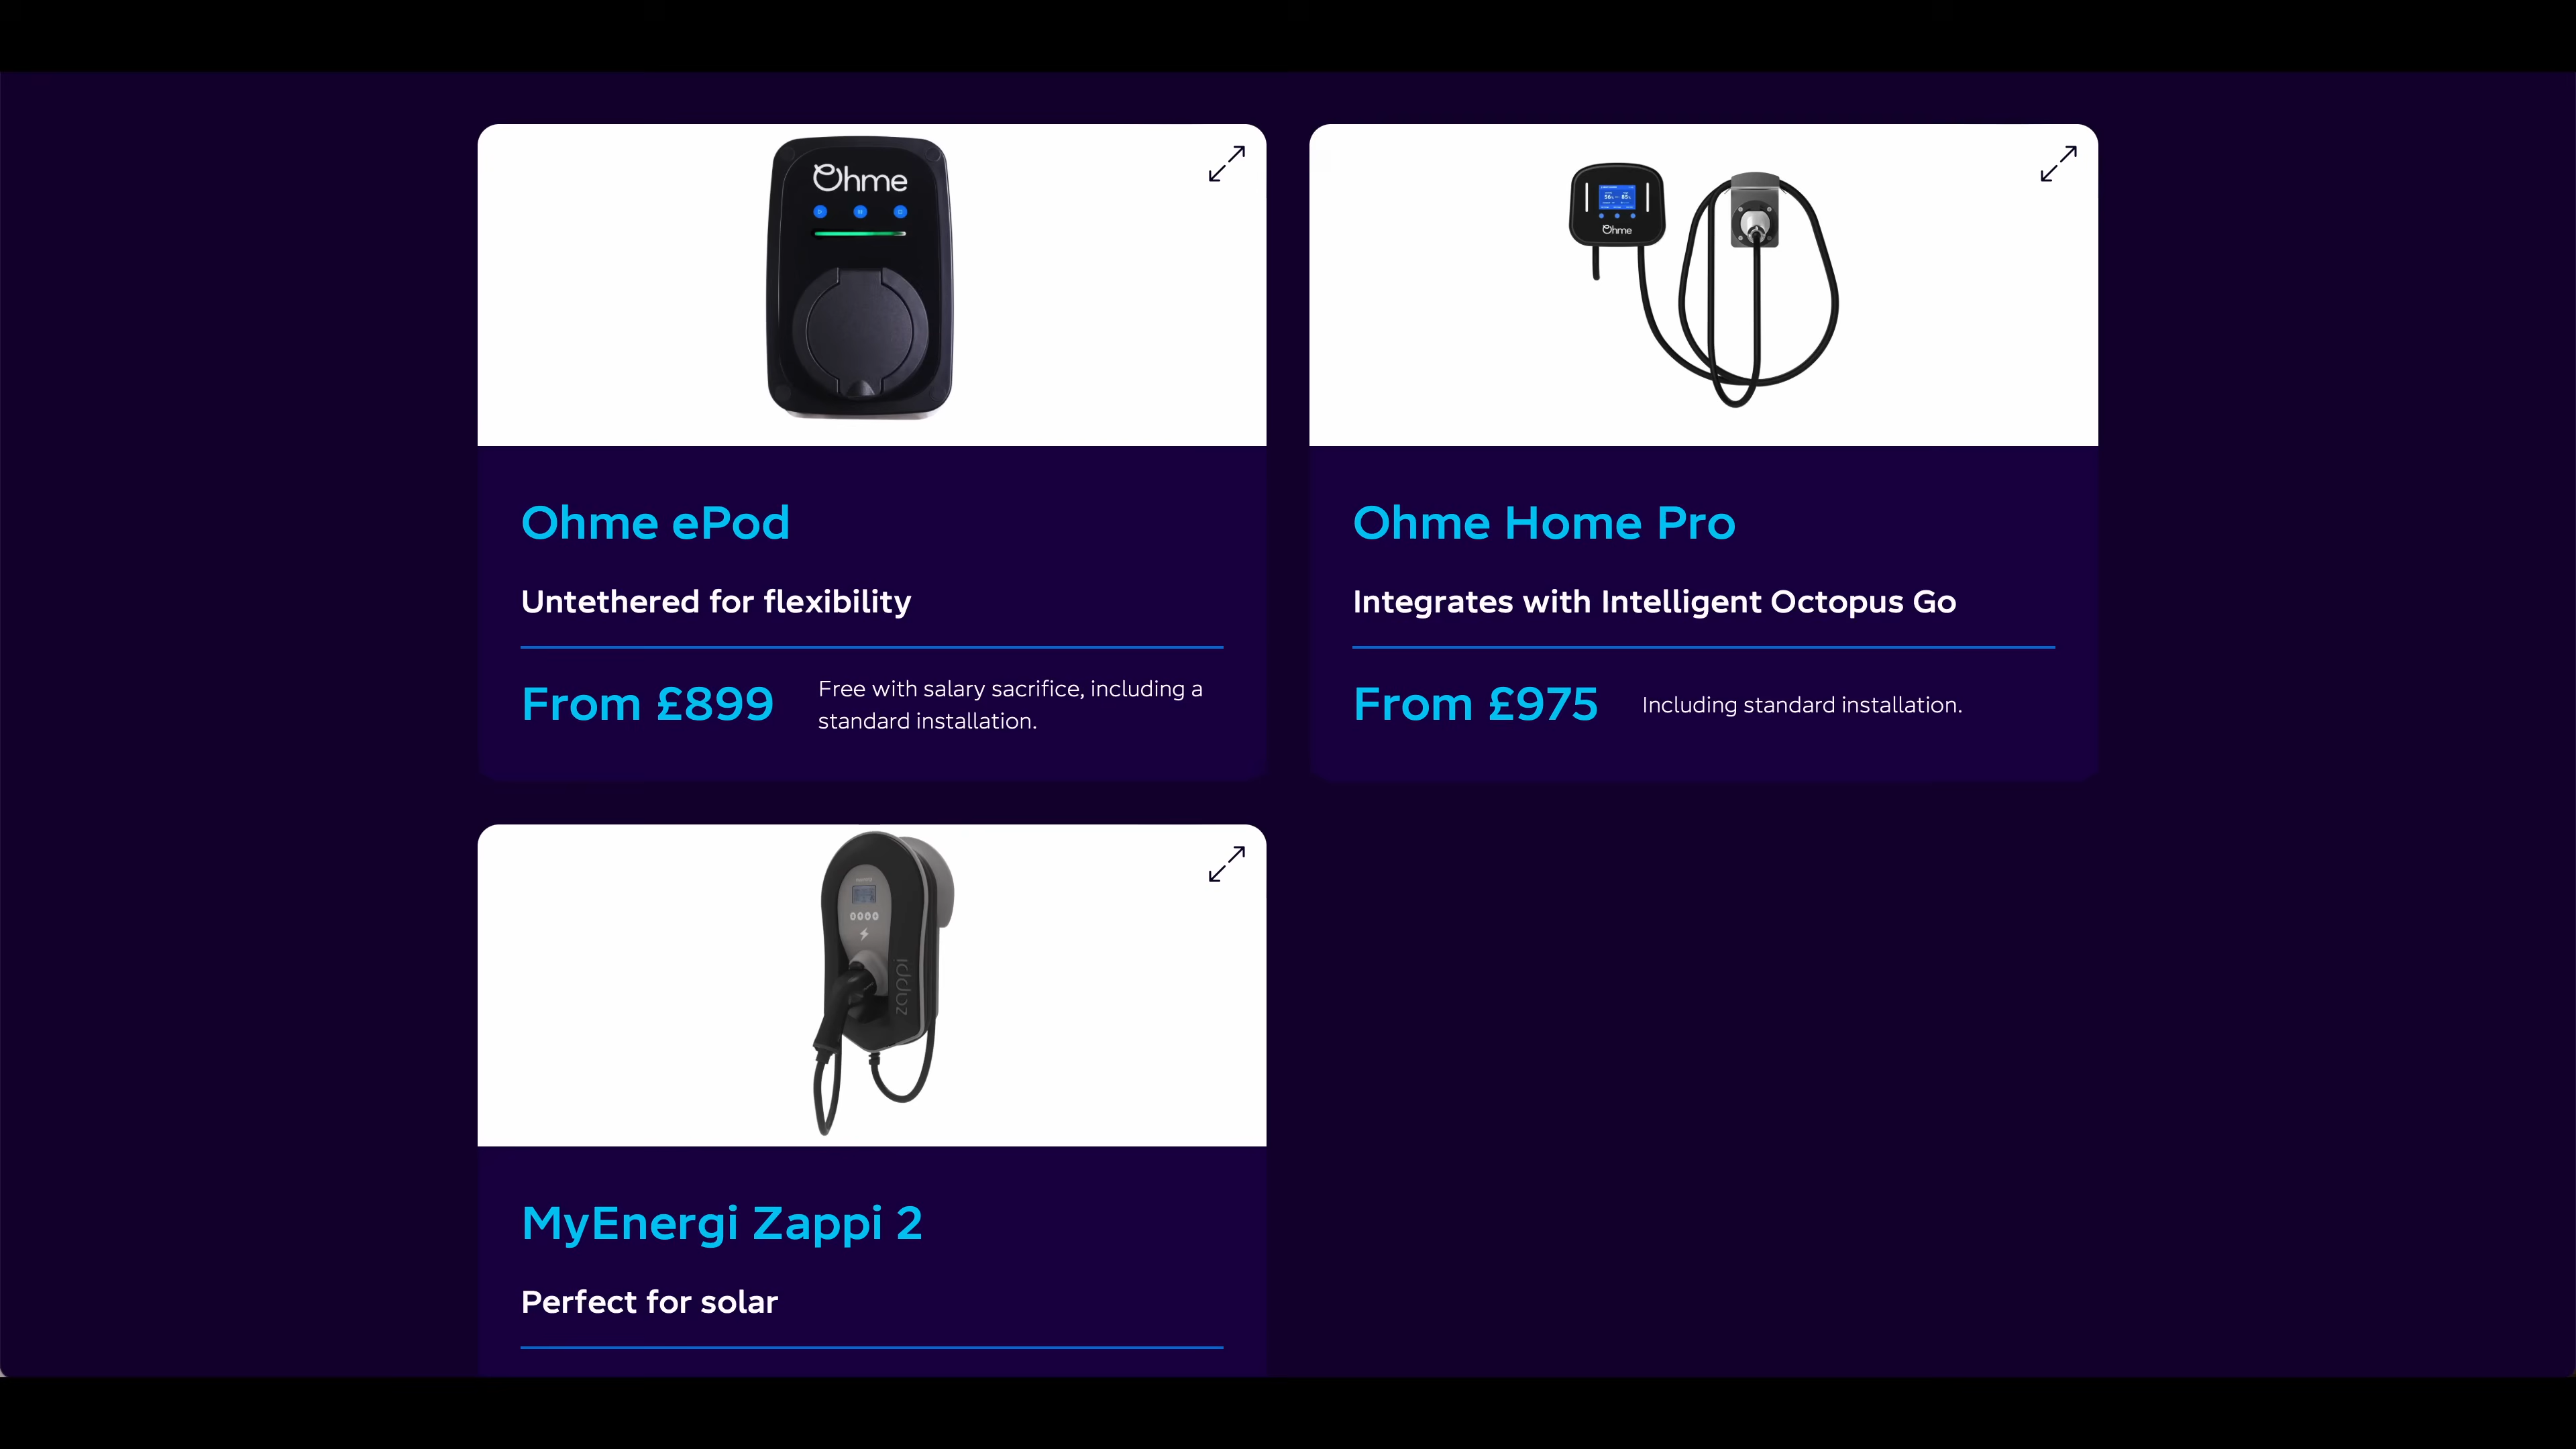 Ohme
Ohme ePod
Untethered for flexibility
From £899
Free with salary sacrifice, including a
standard installation.
Ohme
Ohme Home Pro
Integrates with Intelligent Octopus Go
From £975
Including standard installation.
zappi
MyEnergi Zappi 2
Perfect for solar